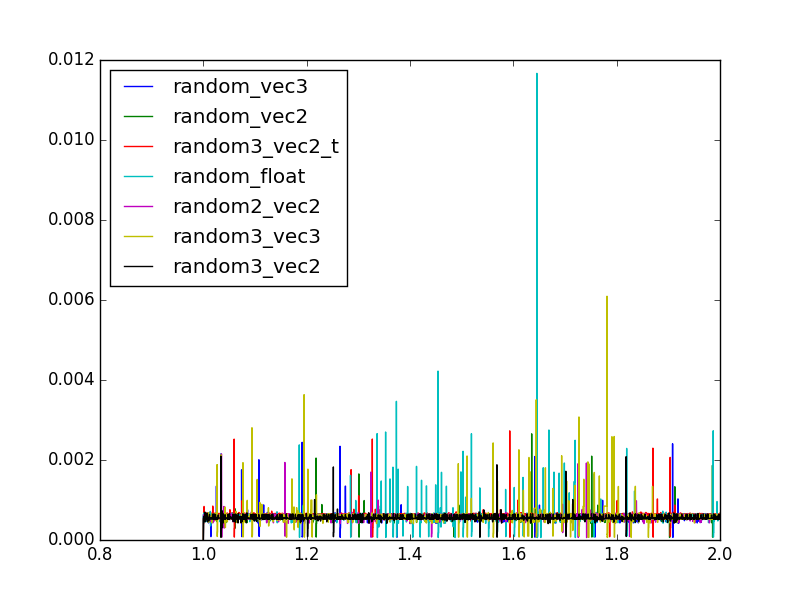 0.012
0.010
0.008
0.006
0.004
0.002
0.000
random_vec3
random_vec2
random3_vec2_t
random_float
random2_vec2
random3_vec3
random3_vec2
0.8 1.0 1.2 1.4 1.6 1.8 2.0